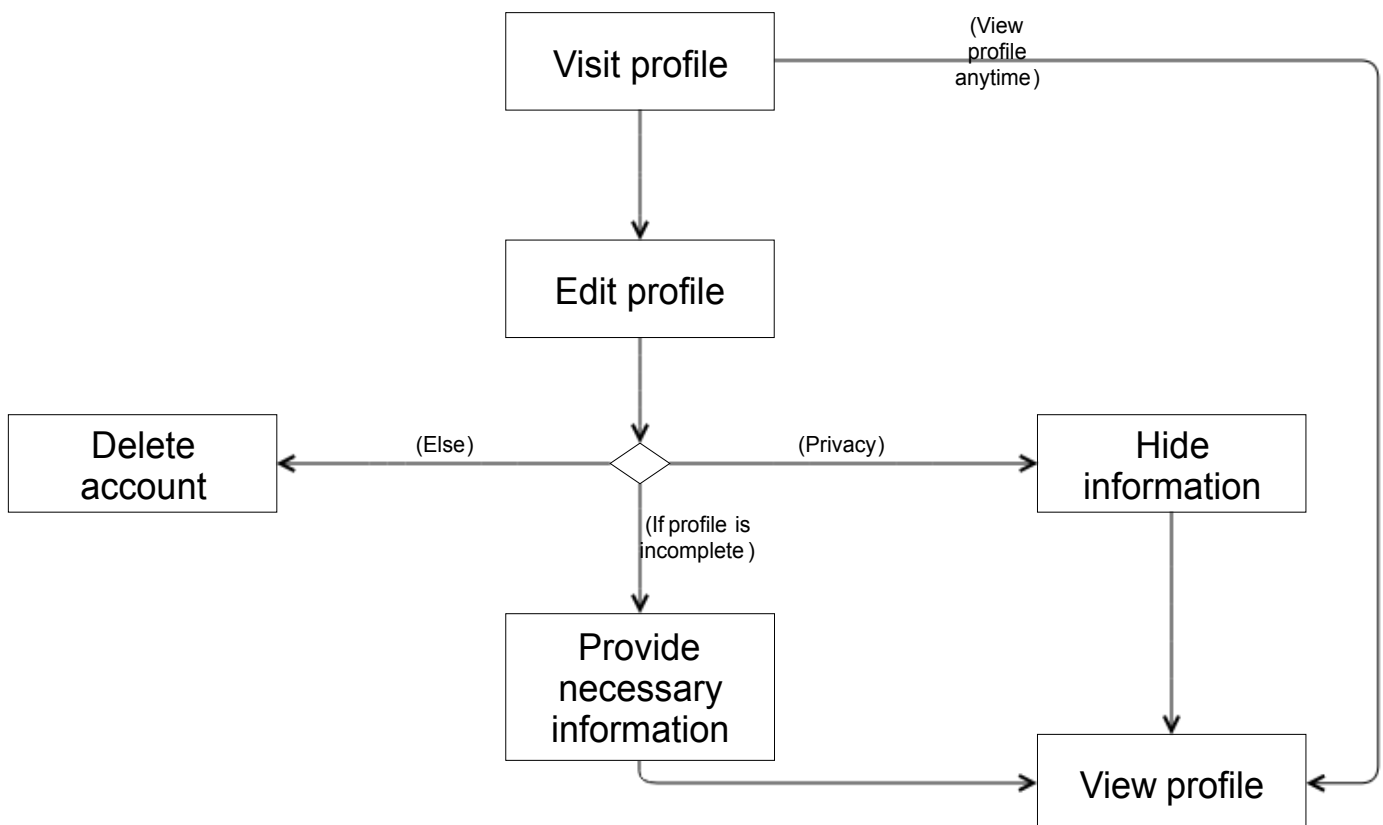 Visit profile
(View
profile
anytime)
Edit profile
Delete
account
(Else)
(Privacy)
Hide
information
(If profile is
incomplete)
Provide
necessary
information
View profile